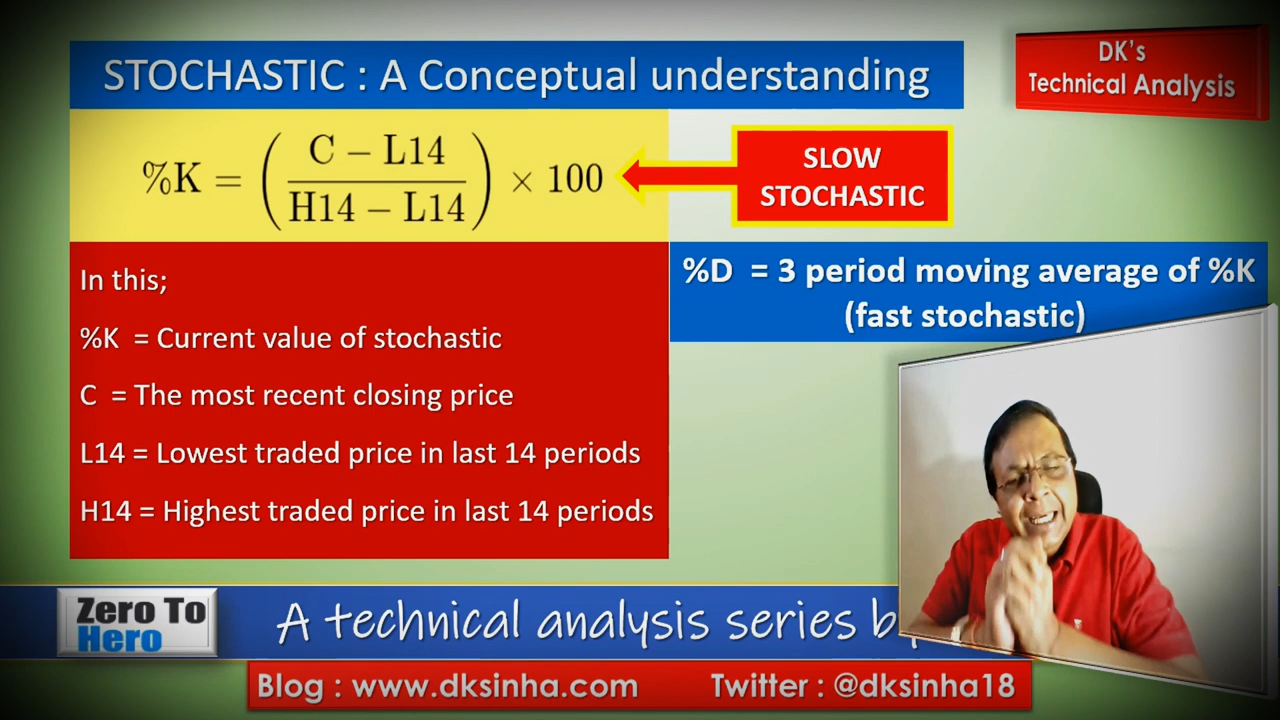 STOCHASTIC : A Conceptual understanding
DK's
Technical Analysis
%K = ( C – L14 / H14 – L14 ) × 100
SLOW
STOCHASTIC
%D = 3 period moving average of %K
(fast stochastic)
In this;
%K = Current value of stochastic
C = The most recent closing price
L14 = Lowest traded price in last 14 periods
H14 = Highest traded price in last 14 periods
Zero To
Hero
A technical analysis series
Blog : www.dksinha.com Twitter : @dksinha18